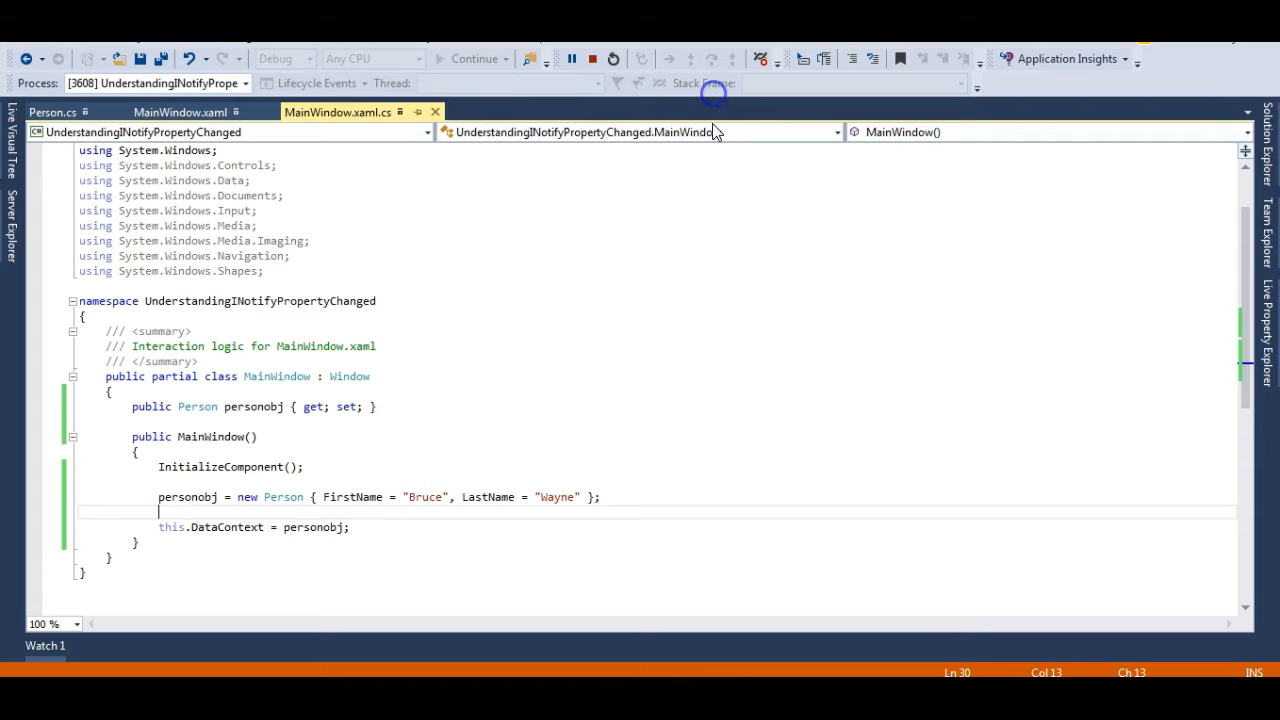 Debug Any CPU Continue Application Insights
Process: [3608] UnderstandingINotifyPrope Lifecycle Events Thread: Stack Frame:
Person.cs MainWindow.xaml MainWindow.xaml.cs
UnderstandingINotifyPropertyChanged UnderstandingINotifyPropertyChanged.MainWindo MainWindow()
Live Visual Tree
Server Explorer
using System.Windows;
using System.Windows.Controls;
using System.Windows.Data;
using System.Windows.Documents;
using System.Windows.Input;
using System.Windows.Media;
using System.Windows.Media.Imaging;
using System.Windows.Navigation;
using System.Windows.Shapes;
namespace UnderstandingINotifyPropertyChanged
{
/// <summary>
/// Interaction logic for MainWindow.xaml
/// </summary>
public partial class MainWindow : Window
{
public Person personobj { get; set; }
public MainWindow()
{
InitializeComponent();
personobj = new Person { FirstName = "Bruce", LastName = "Wayne" };
this.DataContext = personobj;
}
}
}
Solution Explorer
Team Explorer
Live Property Explorer
100 %
Watch 1
Ln 30 Col 13 Ch 13 INS